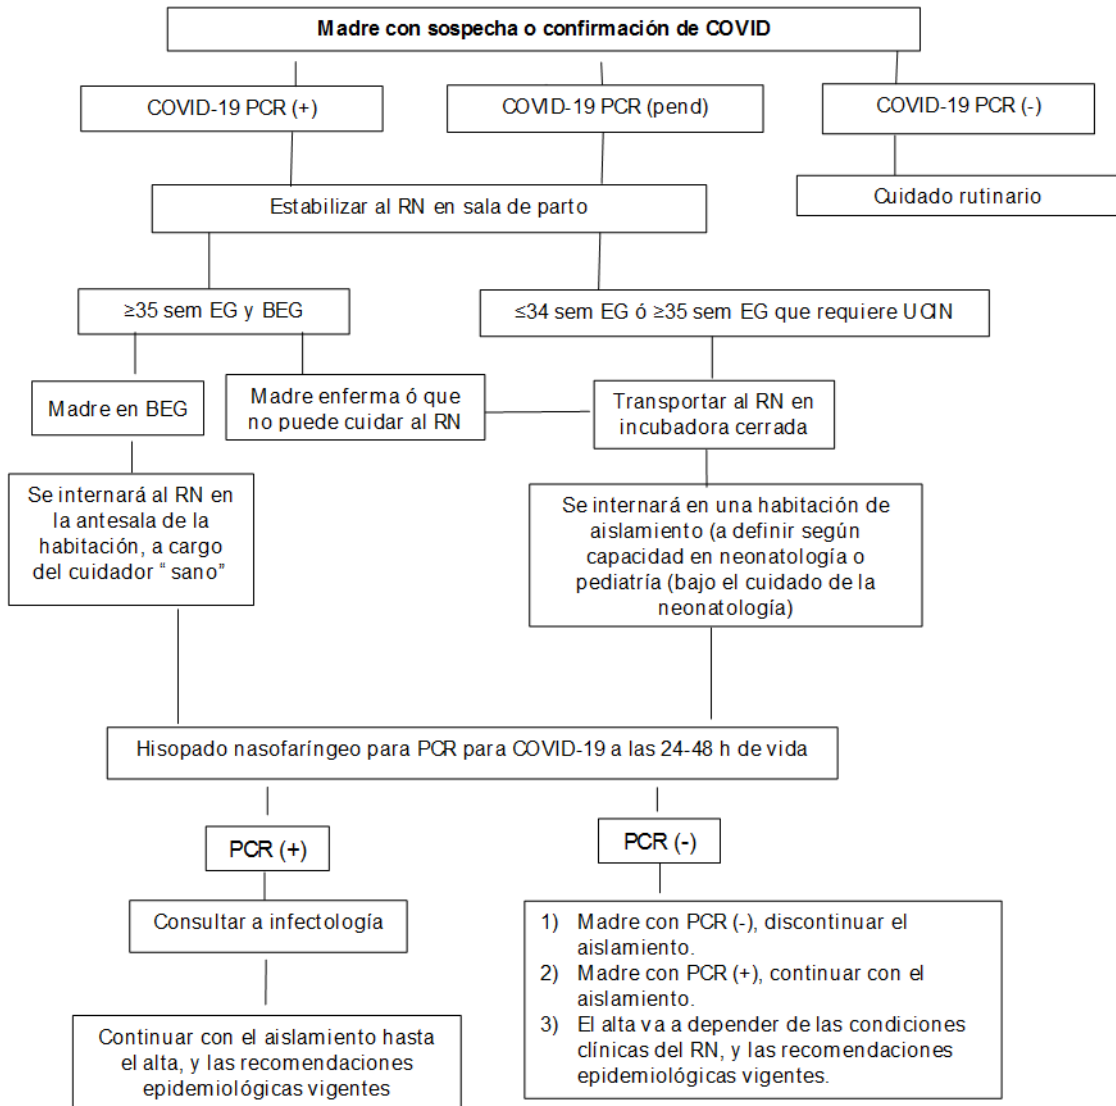 Madre con sospecha o confirmación de COVID
COVID-19 PCR (+)
COVID-19 PCR (pend)
COVID-19 PCR (-)
Cuidado rutinario
Estabilizar al RN en sala de parto
≥35 sem EG y BEG
≤34 sem EG ó ≥35 sem EG que requiere UCIN
Madre en BEG
Madre enferma ó que
no puede cuidar al RN
Transportar al RN en
incubadora cerrada
Se internará al RN en
la antesala de la
habitación, a cargo
del cuidador “ sano”
Se internará en una habitación de
aislamiento (a definir según
capacidad en neonatología o
pediatría (bajo el cuidado de la
neonatología)
Hisopado nasofaríngeo para PCR para COVID-19 a las 24-48 h de vida
PCR (+)
PCR (-)
Consultar a infectología
Continuar con el aislamiento hasta
el alta, y las recomendaciones
epidemiológicas vigentes
1) Madre con PCR (-), discontinuar el
aislamiento.
2) Madre con PCR (+), continuar con el
aislamiento.
3) El alta va a depender de las condiciones
clínicas del RN, y las recomendaciones
epidemiológicas vigentes.